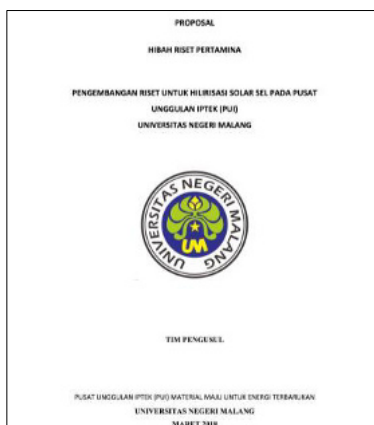 PROPOSAL
HIBAH RISET PERTAMINA
PENGEMBANGAN RISET UNTUK HILIRISASI SOLAR SEL PADA PUSAT
UNGGULAN IPTEK (PUI)
UNIVERSITAS NEGERI MALANG
UNIVERSITAS NEGERI MALANG
UM
TIM PENGUSUL
PUSAT UNGGULAN IPTEK (PUI) MATERIAL MAJU UNTUK ENERGI TERBARUKAN
UNIVERSITAS NEGERI MALANG
MARET